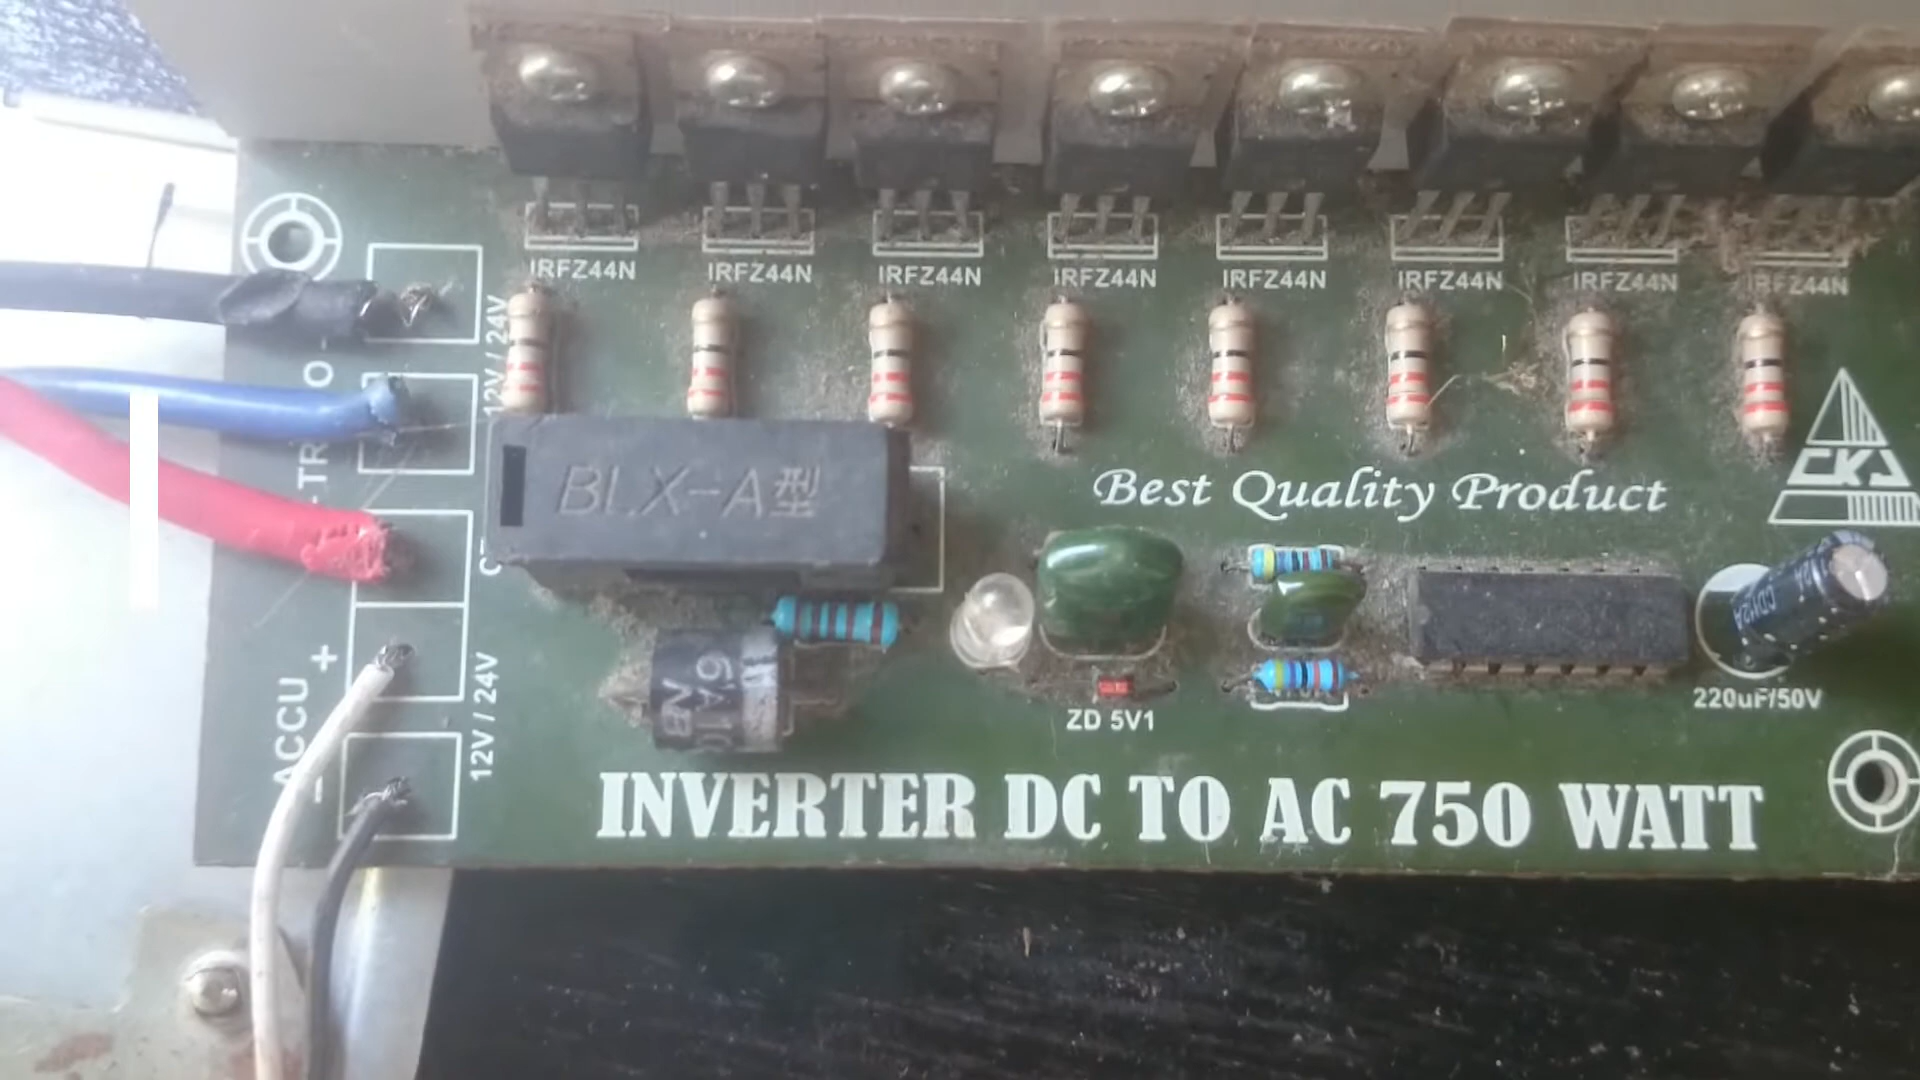 IRFZ44N IRFZ44N IRFZ44N IRFZ44N IRFZ44N IRFZ44N IRFZ44N IRFZ44N
12V / 24V
BLX-A型
Best Quality Product
CKJ
ZD 5V1
220uF/50V
ACCU
+
-
12V / 24V
INVERTER DC TO AC 750 WATT